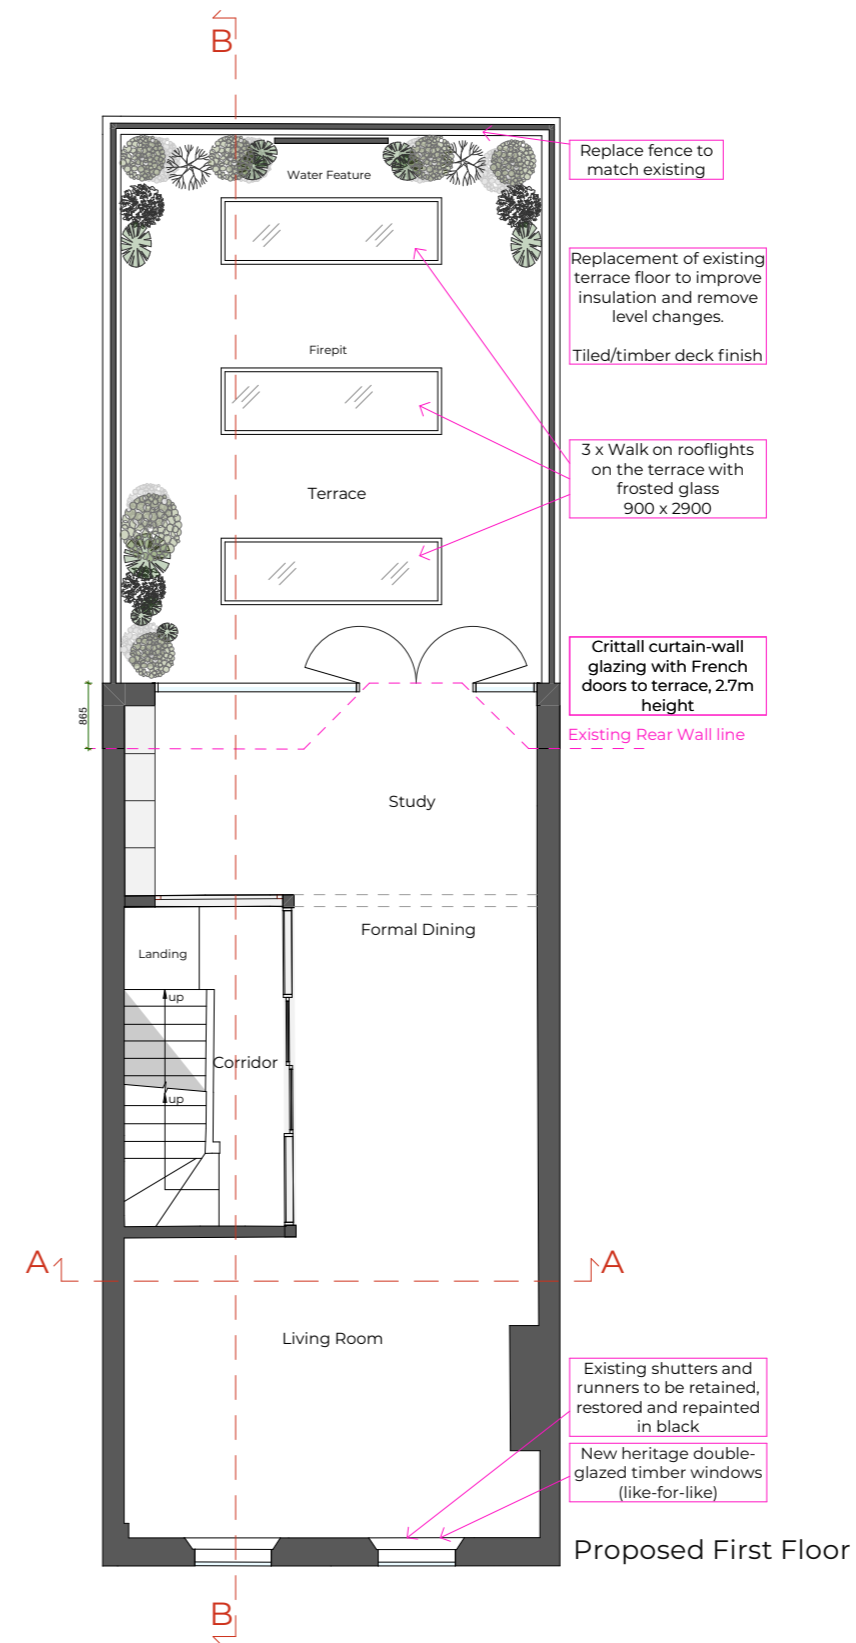 B
Replace fence to
match existing
Water Feature
Replacement of existing
terrace floor to improve
insulation and remove
level changes.
Tiled/timber deck finish
Firepit
3 x Walk on rooflights
on the terrace with
frosted glass
900 x 2900
Terrace
Crittall curtain-wall
glazing with French
doors to terrace, 2.7m
height
865
Existing Rear Wall line
Study
Formal Dining
Landing
up
Corridor
up
A
A
Living Room
Existing shutters and
runners to be retained,
restored and repainted
in black
New heritage double-
glazed timber windows
(like-for-like)
Proposed First Floor
B